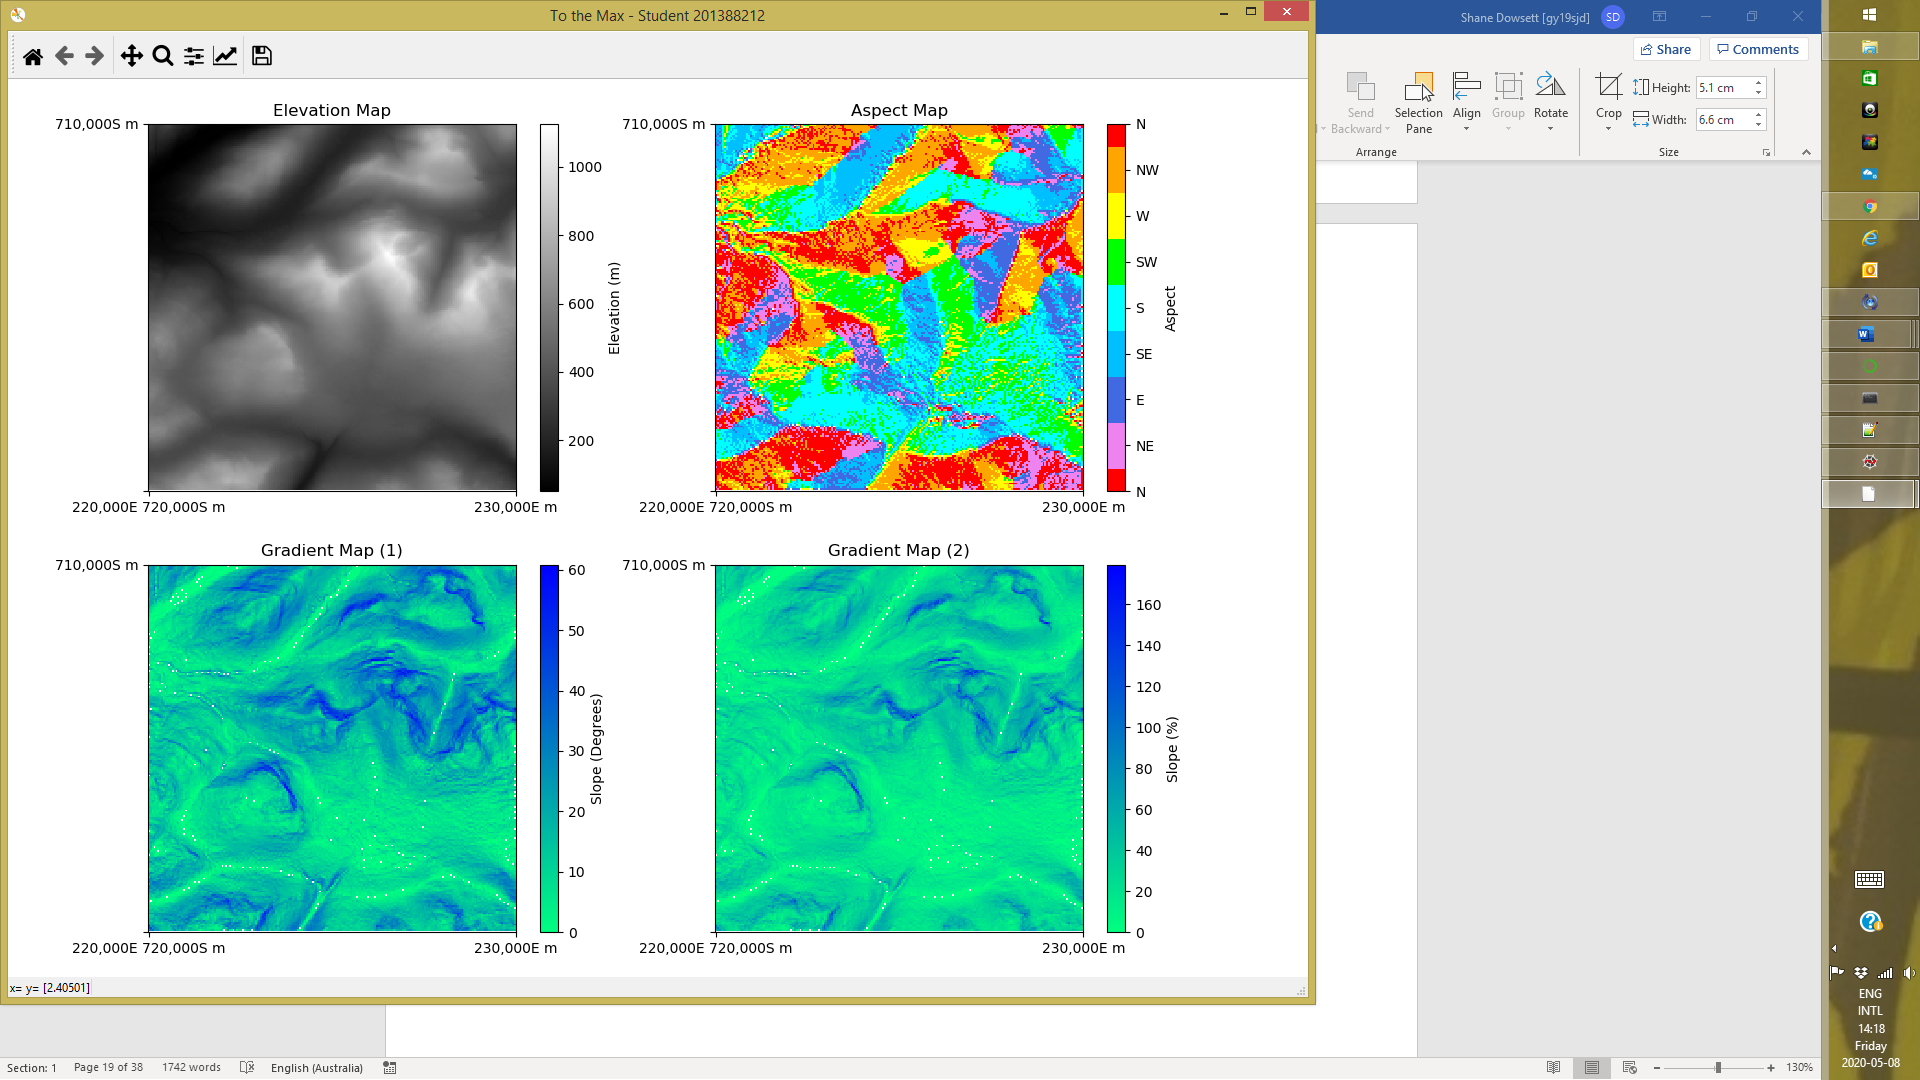 To the Max - Student 201388212
Shane Dowsett [gy19sjd]
SD
Share
Comments
Send Backward
Selection Pane
Align
Group
Rotate
Crop
Height: 5.1 cm
Width: 6.6 cm
Arrange
Size
Elevation Map
710,000S m
1000
800
600
400
200
Elevation (m)
220,000E 720,000S m
230,000E m
Aspect Map
710,000S m
N
NW
W
SW
S
SE
E
NE
N
Aspect
220,000E 720,000S m
230,000E m
Gradient Map (1)
710,000S m
60
50
40
30
20
10
0
Slope (Degrees)
220,000E 720,000S m
230,000E m
Gradient Map (2)
710,000S m
160
140
120
100
80
60
40
20
0
Slope (%)
220,000E 720,000S m
230,000E m
x= y= [2.40501]
Section: 1
Page 19 of 38
1742 words
English (Australia)
130%
ENG
INTL
14:18
Friday
2020-05-08